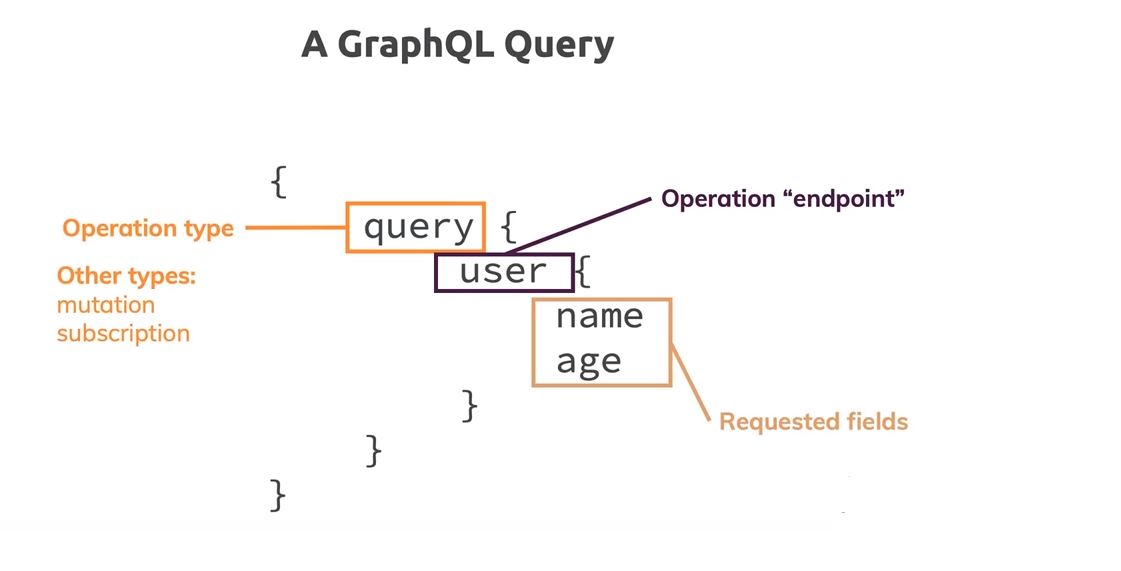 A GraphQL Query
{
Operation type
query {
Operation “endpoint”
user {
Other types:
mutation
subscription
name
age
}
Requested fields
}
}